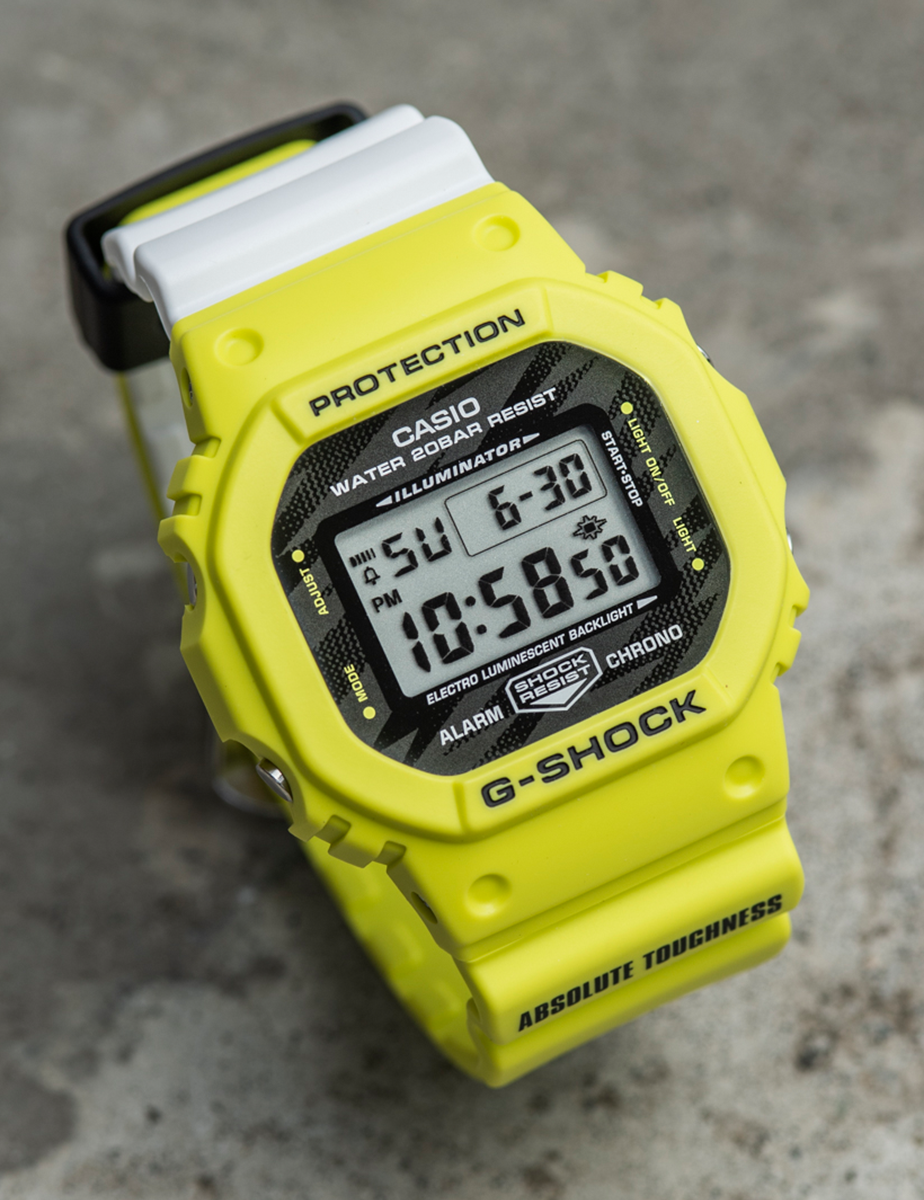 PROTECTION
CASIO
WATER 20BAR RESIST
ILLUMINATOR
START·STOP
LIGHT ON/OFF
LIGHT
SU 6-30
PM 10:58 50
ADJUST
MODE
ELECTRO LUMINESCENT BACKLIGHT
ALARM
SHOCK
RESIST
CHRONO
G-SHOCK
ABSOLUTE TOUGHNESS